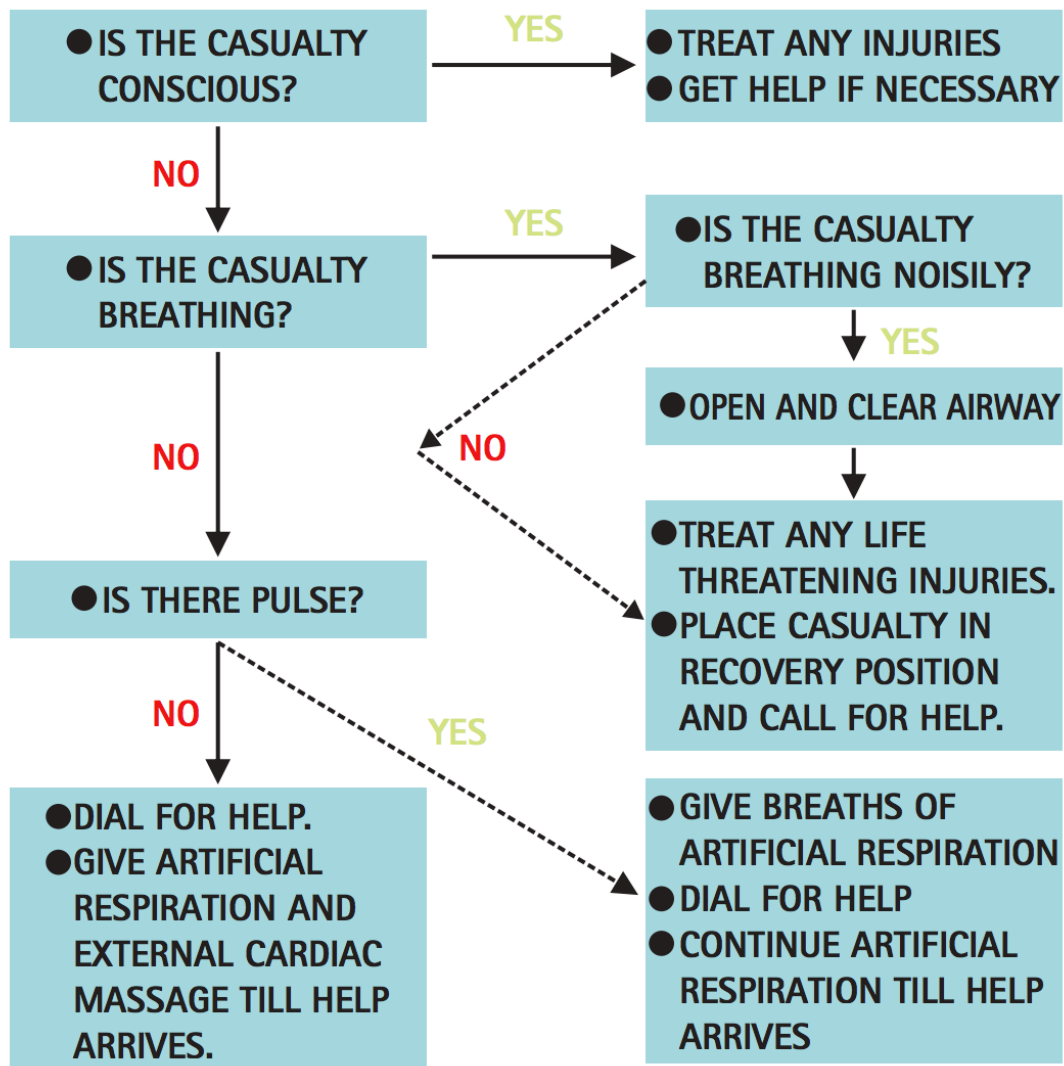 ● IS THE CASUALTY
CONSCIOUS?
YES
● TREAT ANY INJURIES
● GET HELP IF NECESSARY
NO
● IS THE CASUALTY
BREATHING?
YES
● IS THE CASUALTY
BREATHING NOISILY?
YES
● OPEN AND CLEAR AIRWAY
NO
NO
● TREAT ANY LIFE
THREATENING INJURIES.
● PLACE CASUALTY IN
RECOVERY POSITION
AND CALL FOR HELP.
● IS THERE PULSE?
NO
YES
● DIAL FOR HELP.
● GIVE ARTIFICIAL
RESPIRATION AND
EXTERNAL CARDIAC
MASSAGE TILL HELP
ARRIVES.
● GIVE BREATHS OF
ARTIFICIAL RESPIRATION
● DIAL FOR HELP
● CONTINUE ARTIFICIAL
RESPIRATION TILL HELP
ARRIVES